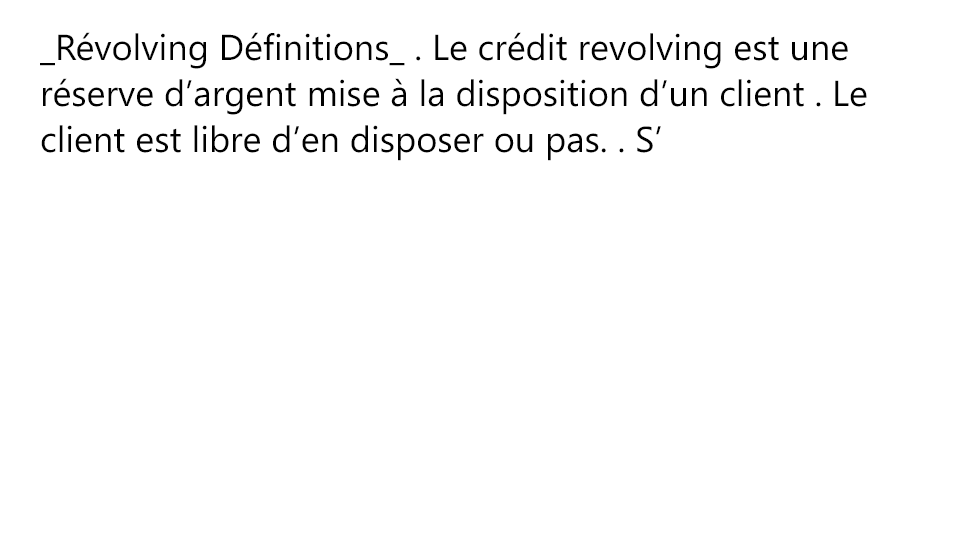 _Révolving Définitions_ . Le crédit revolving est une
réserve d’argent mise à la disposition d’un client . Le
client est libre d’en disposer ou pas. . S’